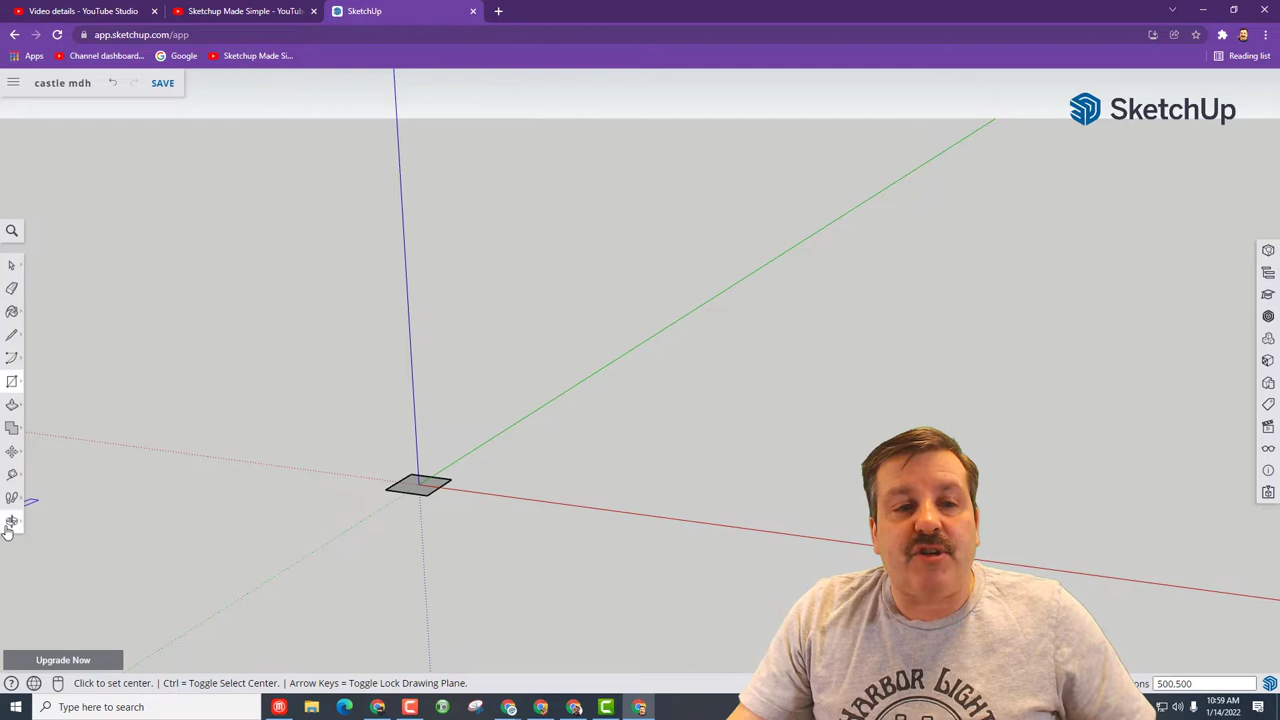 Video details - YouTube Studio
Sketchup Made Simple - YouTub
SketchUp
app.sketchup.com/app
Apps
Channel dashboard...
Google
Sketchup Made Si...
Reading list
castle mdh
SAVE
SketchUp
Upgrade Now
Click to set center. | Ctrl = Toggle Select Center. | Arrow Keys = Toggle Lock Drawing Plane.
ons 500,500
Type here to search
10:59 AM
1/14/2022
HARBOR LIGHT